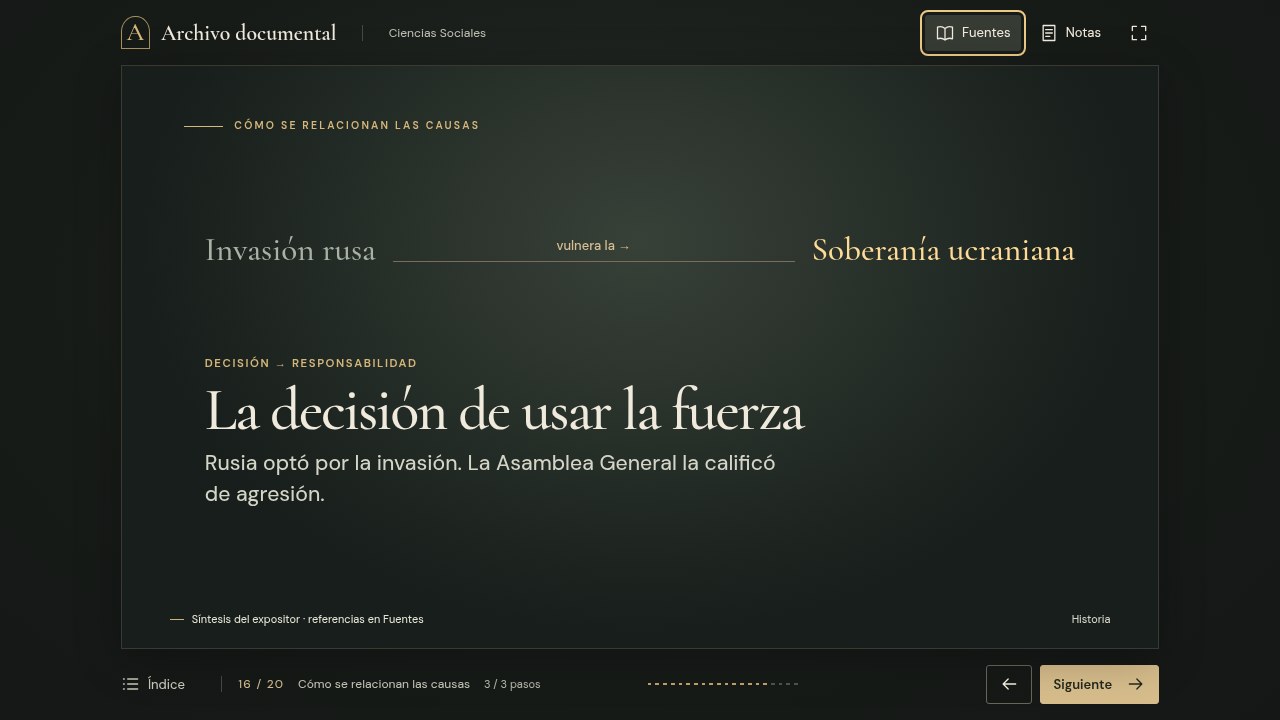 A Archivo documental
Ciencias Sociales
Fuentes
Notas
CÓMO SE RELACIONAN LAS CAUSAS
Invasión rusa
vulnera la →
Soberanía ucraniana
DECISIÓN → RESPONSABILIDAD
La decisión de usar la fuerza
Rusia optó por la invasión. La Asamblea General la calificó
de agresión.
Síntesis del expositor · referencias en Fuentes
Historia
Índice
16 / 20
Cómo se relacionan las causas
3 / 3 pasos
←
Siguiente →